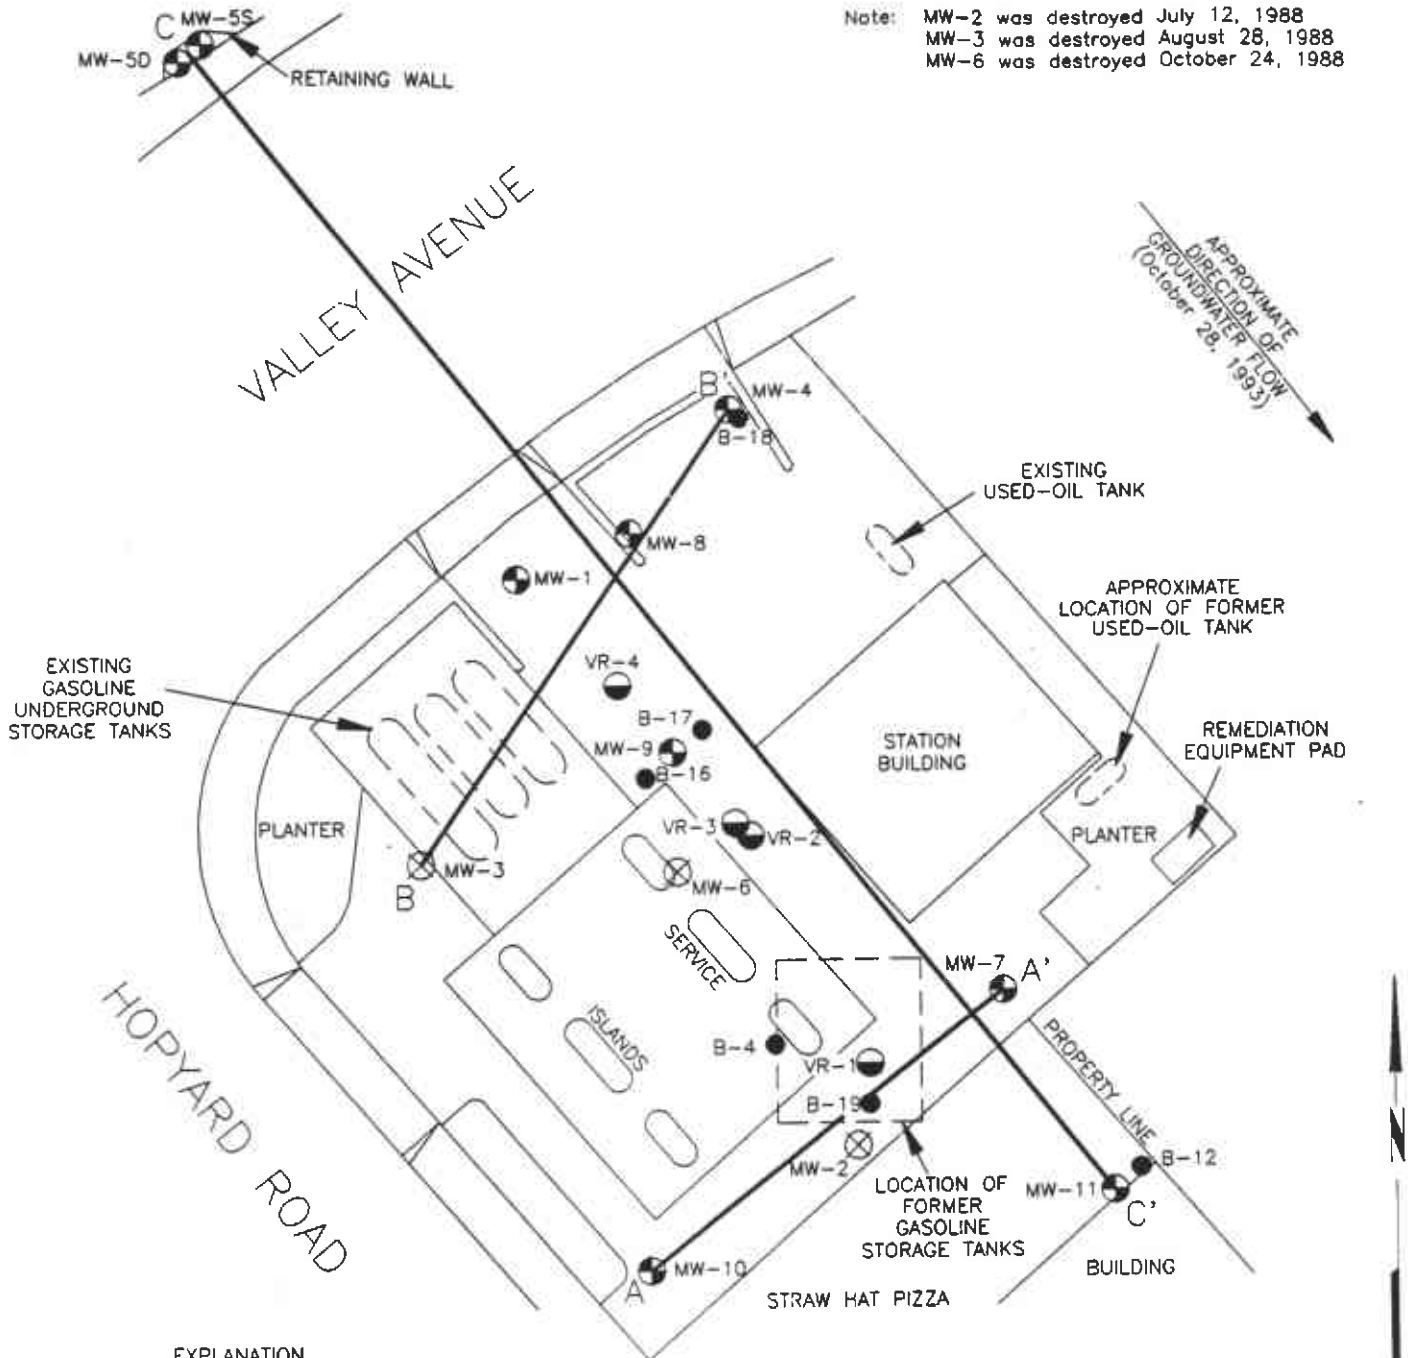 Note: MW-2 was destroyed July 12, 1988
MW-3 was destroyed August 28, 1988
MW-6 was destroyed October 24, 1988
C
MW-5S
MW-5D
RETAINING WALL
VALLEY AVENUE
APPROXIMATE
DIRECTION OF
GROUNDWATER FLOW
(October 28, 1993)
B'
MW-4
B-18
EXISTING
USED-OIL TANK
MW-8
MW-1
APPROXIMATE
LOCATION OF FORMER
USED-OIL TANK
EXISTING
GASOLINE
UNDERGROUND
STORAGE TANKS
VR-4
B-17
MW-9
B-16
STATION
BUILDING
REMEDIATION
EQUIPMENT PAD
PLANTER
VR-3
VR-2
PLANTER
MW-3
B
MW-6
SERVICE
MW-7
A'
HOPYARD ROAD
ISLANDS
B-4
VR-1
PROPERTY LINE
B-19
MW-2
B-12
MW-11
C'
LOCATION OF
FORMER
GASOLINE
STORAGE TANKS
N
MW-10
A
BUILDING
STRAW HAT PIZZA
EXPLANATION